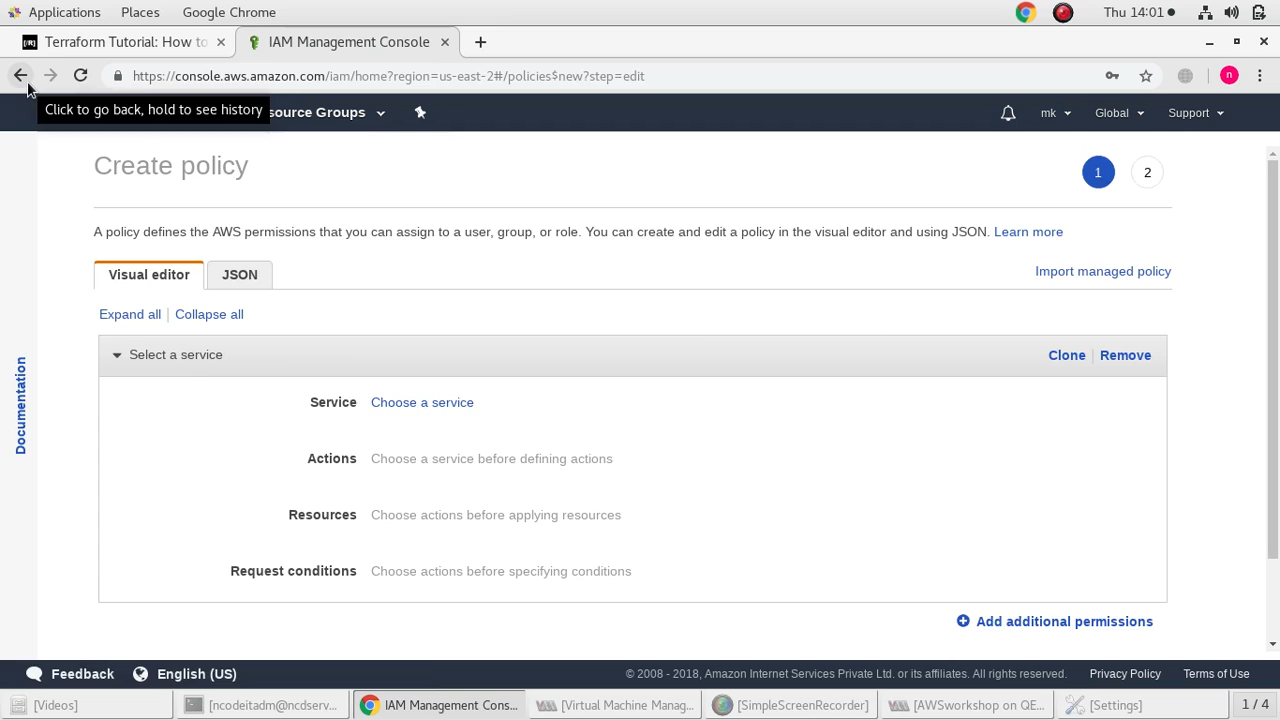 Applications Places Google Chrome Thu 14:01
Terraform Tutorial: How to IAM Management Console
https://console.aws.amazon.com/iam/home?region=us-east-2#/policies$new?step=edit n
Click to go back, hold to see history
source Groups mk Global Support
Create policy 1 2
A policy defines the AWS permissions that you can assign to a user, group, or role. You can create and edit a policy in the visual editor and using JSON. Learn more
Visual editor JSON Import managed policy
Expand all Collapse all
Select a service Clone Remove
Service Choose a service
Actions Choose a service before defining actions
Resources Choose actions before applying resources
Request conditions Choose actions before specifying conditions
Documentation
Add additional permissions
Feedback English (US) © 2008 - 2018, Amazon Internet Services Private Ltd. or its affiliates. All rights reserved. Privacy Policy Terms of Use
[Videos] [ncodeitadm@ncdserv... IAM Management Cons... [Virtual Machine Manag... [SimpleScreenRecorder] [AWSworkshop on QE... [Settings] 1 / 4